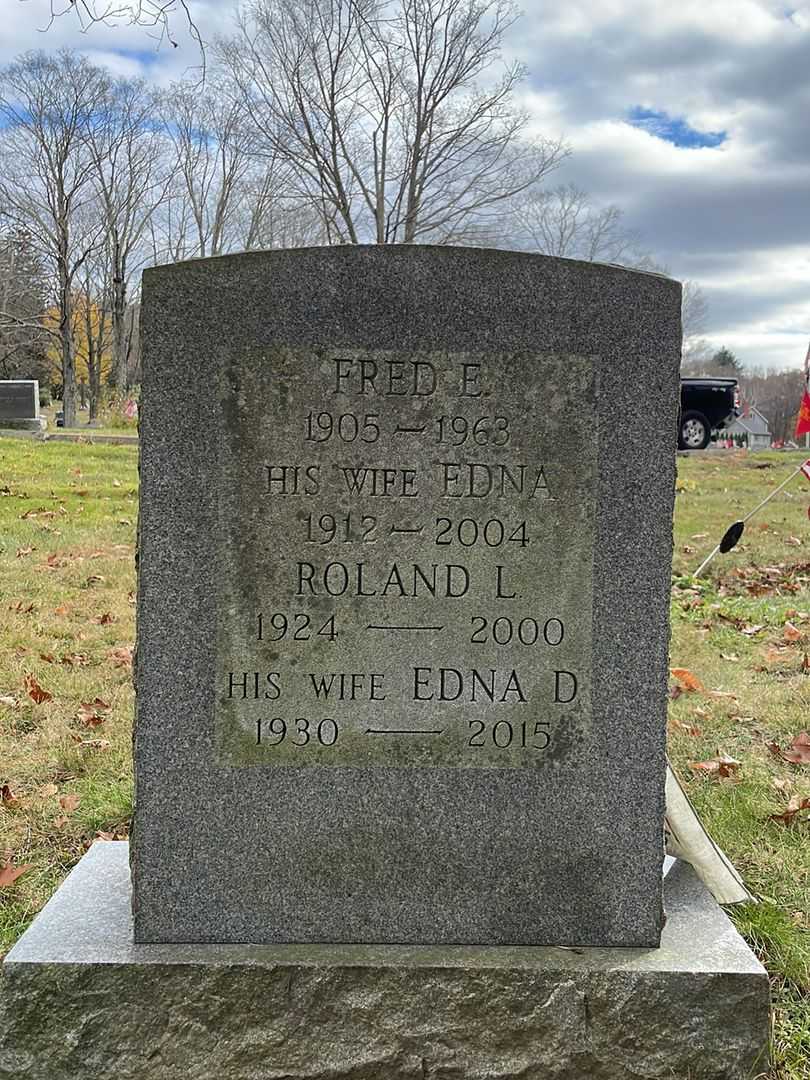 FRED E.
1905 — 1963
HIS WIFE EDNA
1912 — 2004
ROLAND L.
1924 — 2000
HIS WIFE EDNA D
1930 — 2015